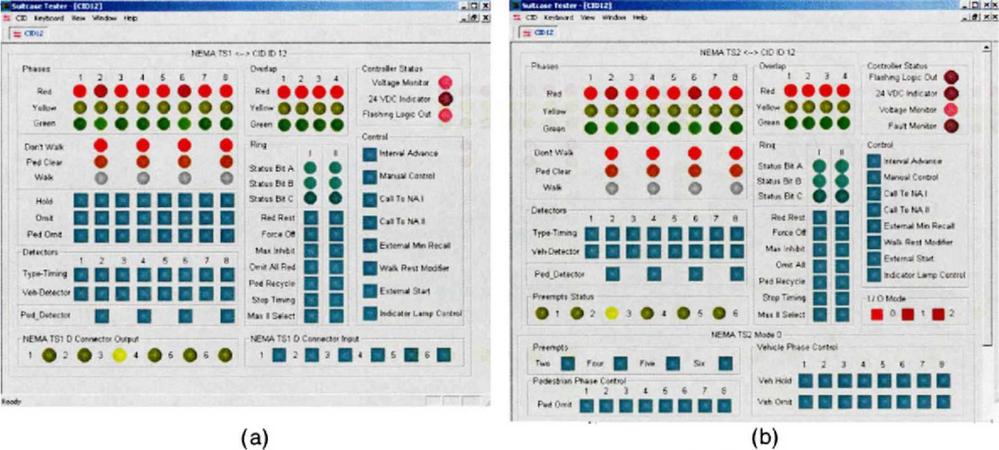 Suitcase Tester - [CID12]
CID Keyboard View Window Help
CID12
NEMA TS1 <--> CID ID 12
Phases
1 2 3 4 5 6 7 8
Red
Yellow
Green
Don't Walk
Ped Clear
Walk
Hold
Omit
Ped Omit
Detectors
1 2 3 4 5 6 7 8
Type-Timing
Veh-Detector
Ped_Detector
Overlap
1 2 3 4
Red
Yellow
Green
Ring
I II
Status Bit A
Status Bit B
Status Bit C
Red Rest
Force Off
Max Inhibit
Omit All Red
Ped Recycle
Stop Timing
Max II Select
Controller Status
Voltage Monitor
24 VDC Indicator
Flashing Logic Out
Control
Interval Advance
Manual Control
Call To NA I
Call To NA II
External Min Recall
Walk Rest Modifier
External Start
Indicator Lamp Control
NEMA TS1 D Connector Output
1 2 3 4 5 6
NEMA TS1 D Connector Input
1 2 3 4 5 6
Ready
(a)
Suitcase Tester - [CID12]
CID Keyboard View Window Help
CID12
NEMA TS2 <--> CID ID 12
Phases
1 2 3 4 5 6 7 8
Red
Yellow
Green
Don't Walk
Ped Clear
Walk
Detectors
1 2 3 4 5 6 7 8
Type-Timing
Veh-Detector
Ped_Detector
Preempts Status
1 2 3 4 5 6
Overlap
1 2 3 4
Red
Yellow
Green
Ring
I II
Status Bit A
Status Bit B
Status Bit C
Red Rest
Force Off
Max Inhibit
Omit All
Ped Recycle
Stop Timing
Max II Select
Controller Status
Flashing Logic Out
24 VDC Indicator
Voltage Monitor
Fault Monitor
Control
Interval Advance
Manual Control
Call To NA I
Call To NA II
External Min Recall
Walk Rest Modifier
External Start
Indicator Lamp Control
I / O Mode
0 1 2
NEMA TS2 Mode 0
Preempts
Two Four Five Six
Pedestrian Phase Control
1 2 3 4 5 6 7 8
Ped Omit
Vehicle Phase Control
1 2 3 4 5 6 7 8
Veh Hold
Veh Omit
(b)